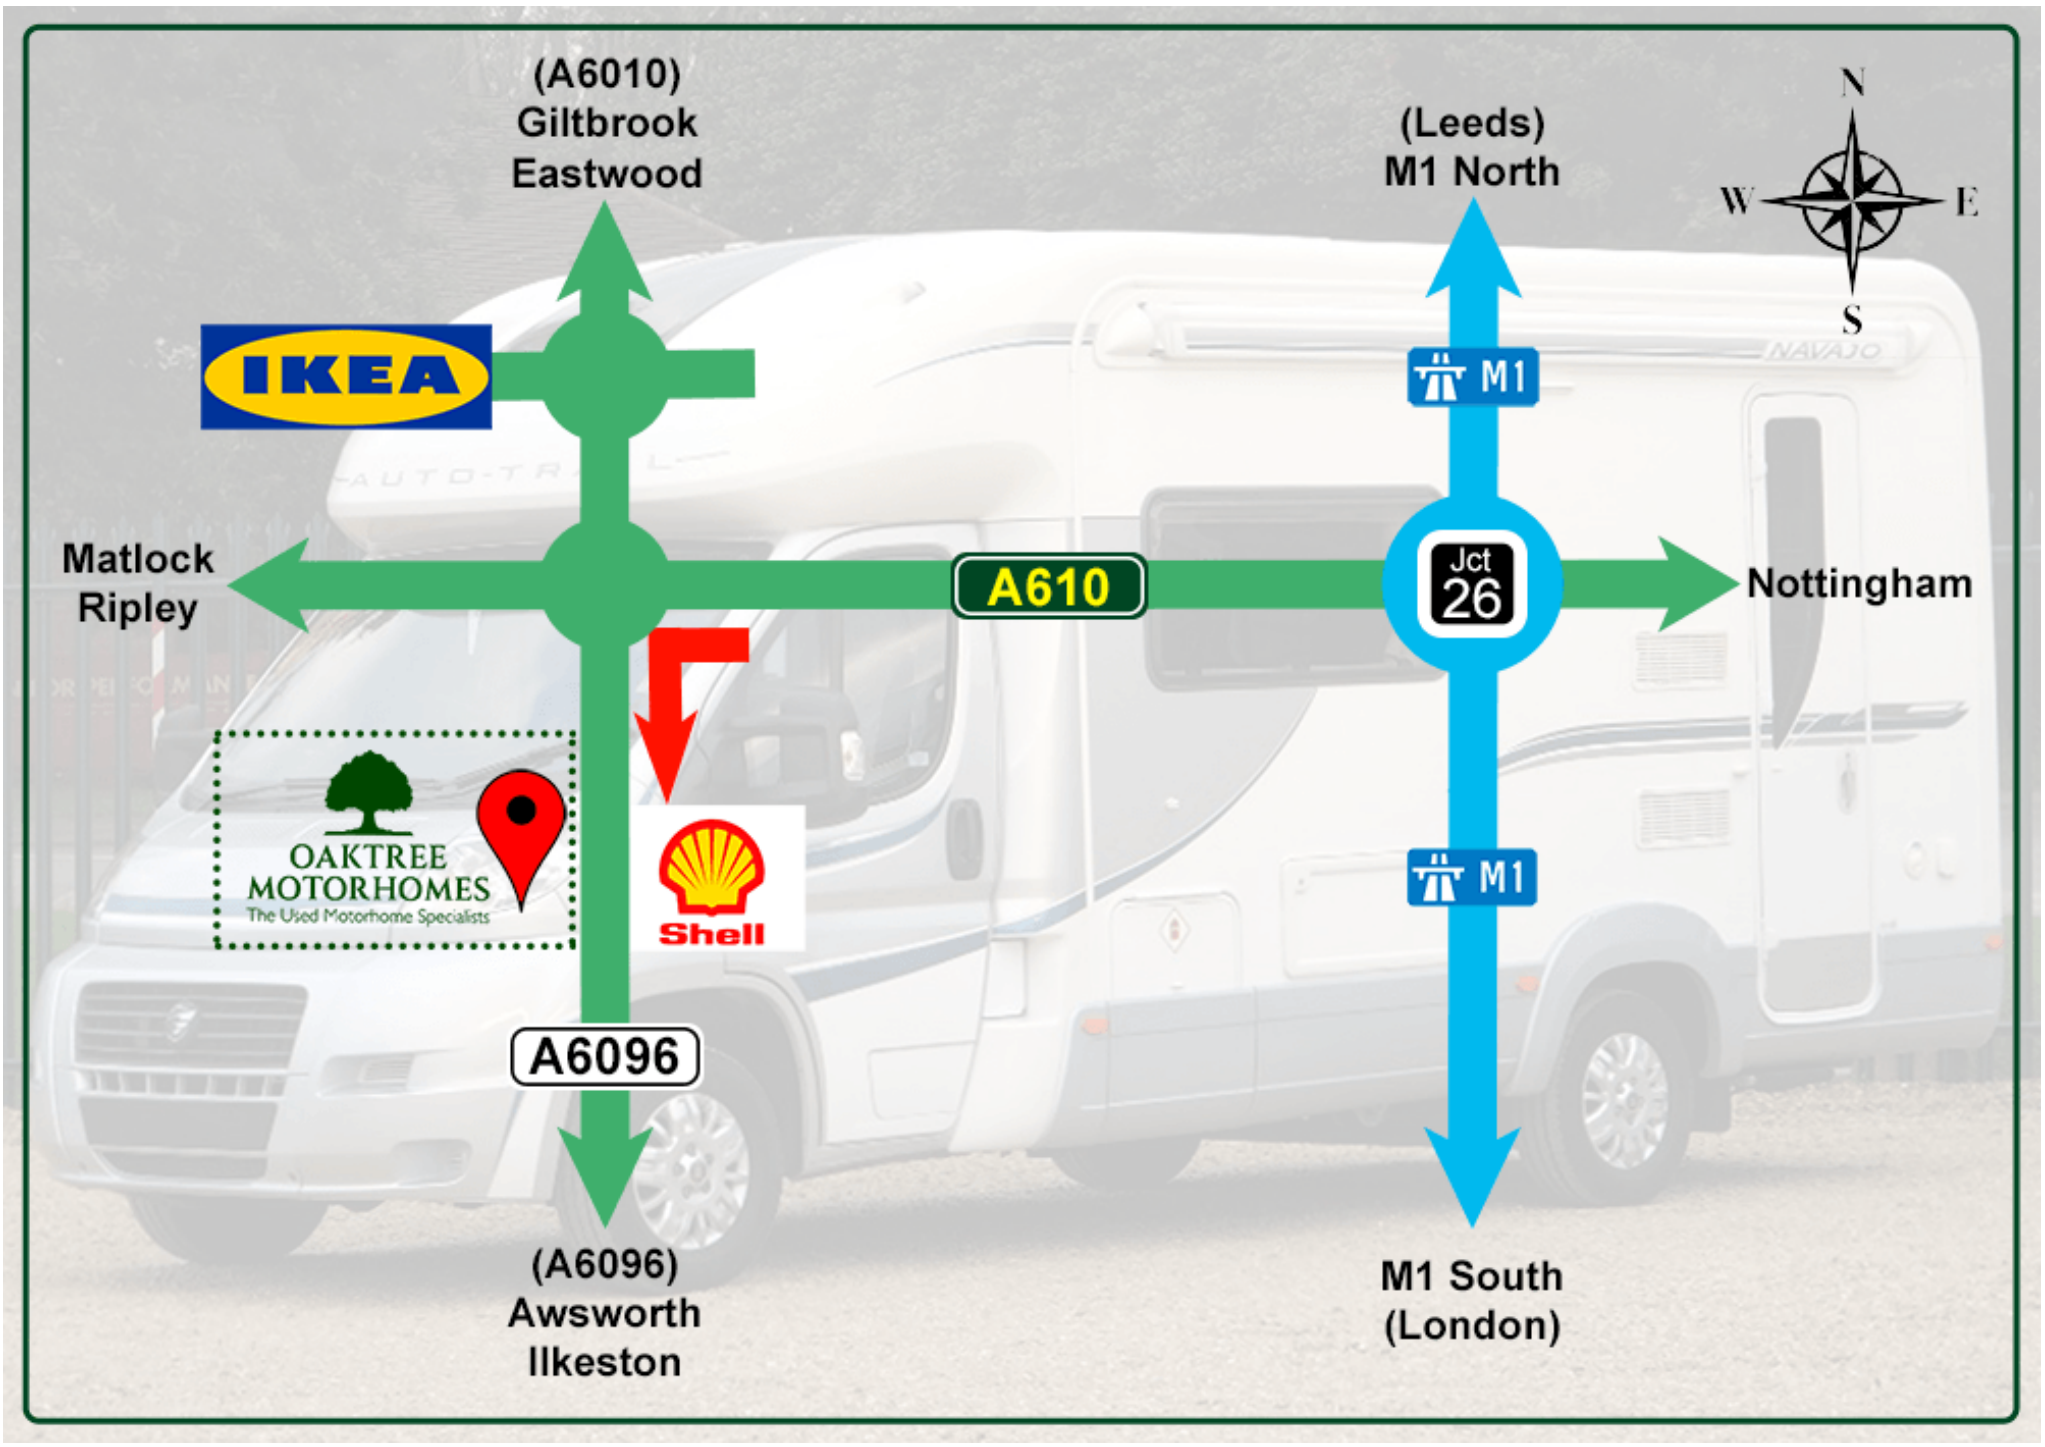 (A6010)
Giltbrook
Eastwood
(Leeds)
M1 North
N
W
E
S
IKEA
M1
NAVAJO
Matlock
Ripley
A610
Jct
26
Nottingham
OAKTREE
MOTORHOMES
The Used Motorhome Specialists
Shell
M1
A6096
(A6096)
Awsworth
Ilkeston
M1 South
(London)